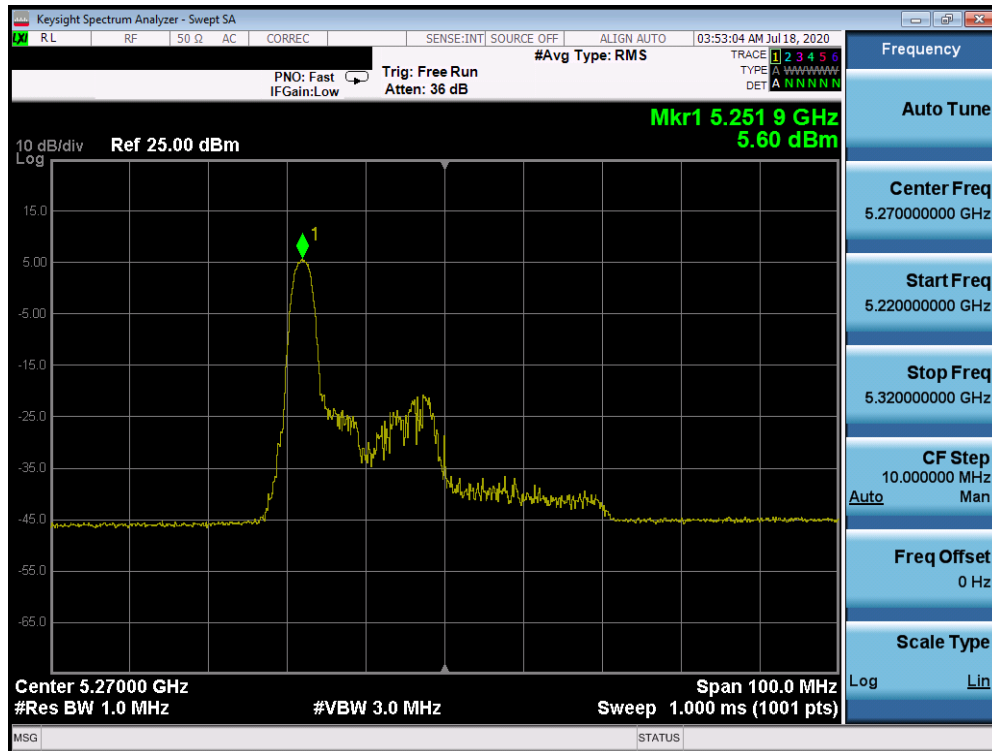 Keysight Spectrum Analyzer - Swept SA
LXI RL RF 50 Ω AC CORREC SENSE:INT SOURCE OFF ALIGN AUTO 03:53:04 AM Jul 18, 2020
#Avg Type: RMS
TRACE 1 2 3 4 5 6
TYPE A WWWWW
DET A N N N N N
PNO: Fast
IFGain:Low
Trig: Free Run
Atten: 36 dB
Mkr1 5.251 9 GHz
5.60 dBm
10 dB/div
Log
Ref 25.00 dBm
1
15.0
5.00
-5.00
-15.0
-25.0
-35.0
-45.0
-55.0
-65.0
Center 5.27000 GHz
Span 100.0 MHz
#Res BW 1.0 MHz
#VBW 3.0 MHz
Sweep 1.000 ms (1001 pts)
MSG
STATUS
Frequency
Auto Tune
Center Freq
5.270000000 GHz
Start Freq
5.220000000 GHz
Stop Freq
5.320000000 GHz
CF Step
10.000000 MHz
Auto Man
Freq Offset
0 Hz
Scale Type
Log Lin